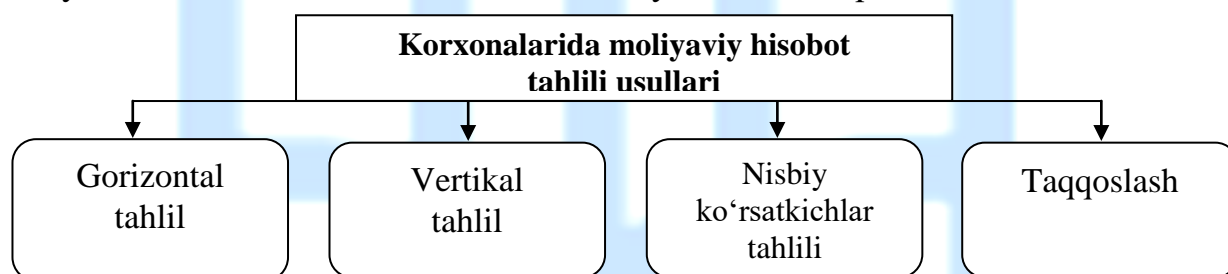 Korxonalarida moliyaviy hisobot
tahlili usullari
Gorizontal
tahlil
Vertikal
tahlil
Nisbiy
ko‘rsatkichlar
tahlili
Taqqoslash